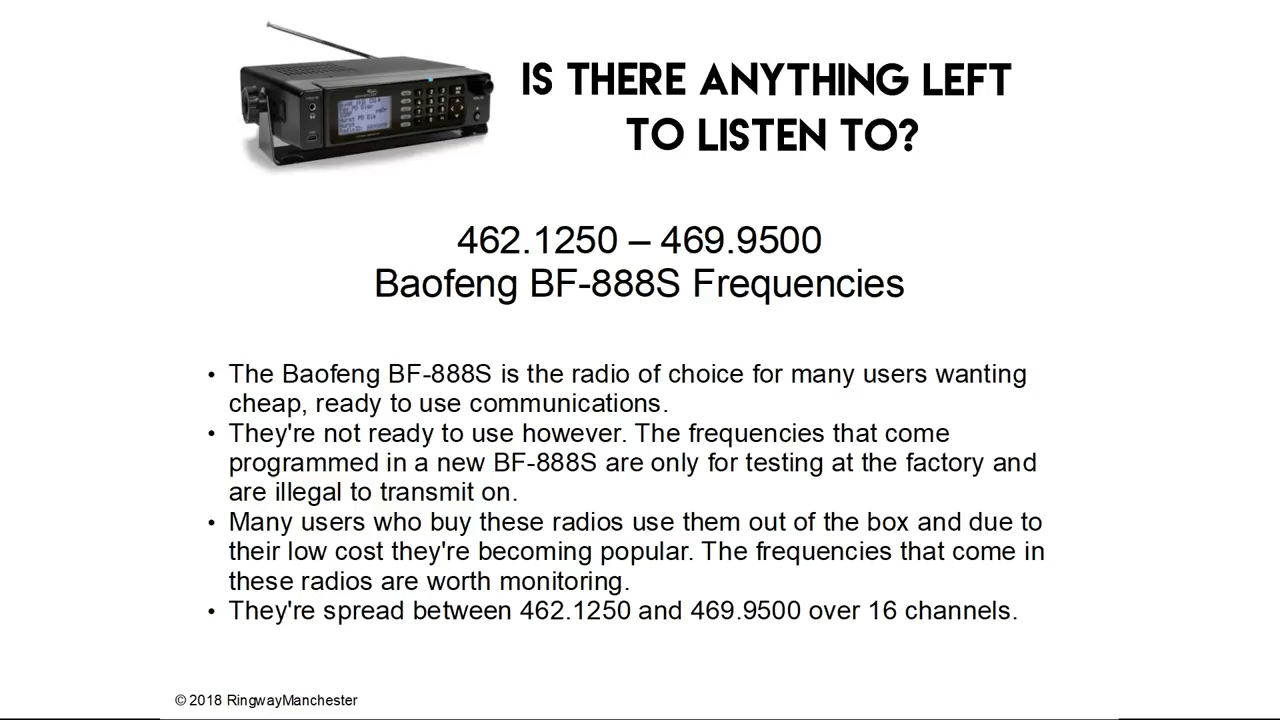 IS THERE ANYTHING LEFT
TO LISTEN TO?
462.1250 – 469.9500
Baofeng BF-888S Frequencies
• The Baofeng BF-888S is the radio of choice for many users wanting
cheap, ready to use communications.
• They're not ready to use however. The frequencies that come
programmed in a new BF-888S are only for testing at the factory and
are illegal to transmit on.
• Many users who buy these radios use them out of the box and due to
their low cost they're becoming popular. The frequencies that come in
these radios are worth monitoring.
• They're spread between 462.1250 and 469.9500 over 16 channels.
© 2018 RingwayManchester